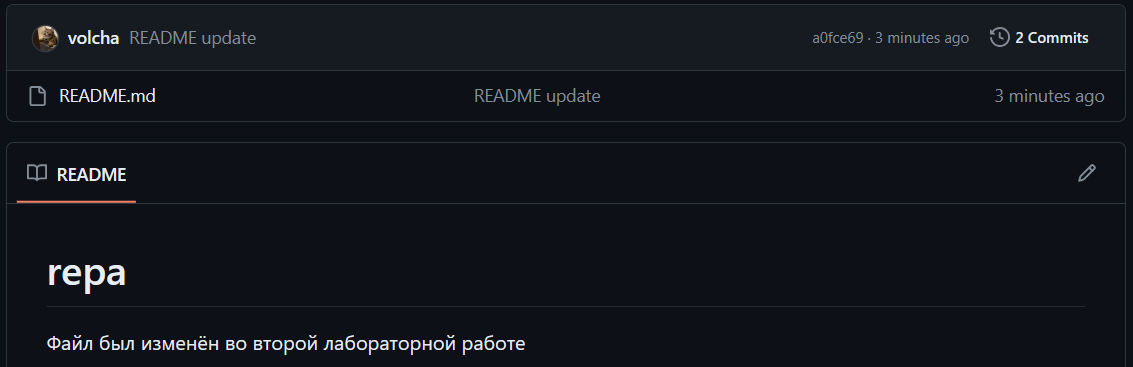 volcha README update a0fce69 · 3 minutes ago 2 Commits
README.md README update 3 minutes ago
README
repa
Файл был изменён во второй лабораторной работе